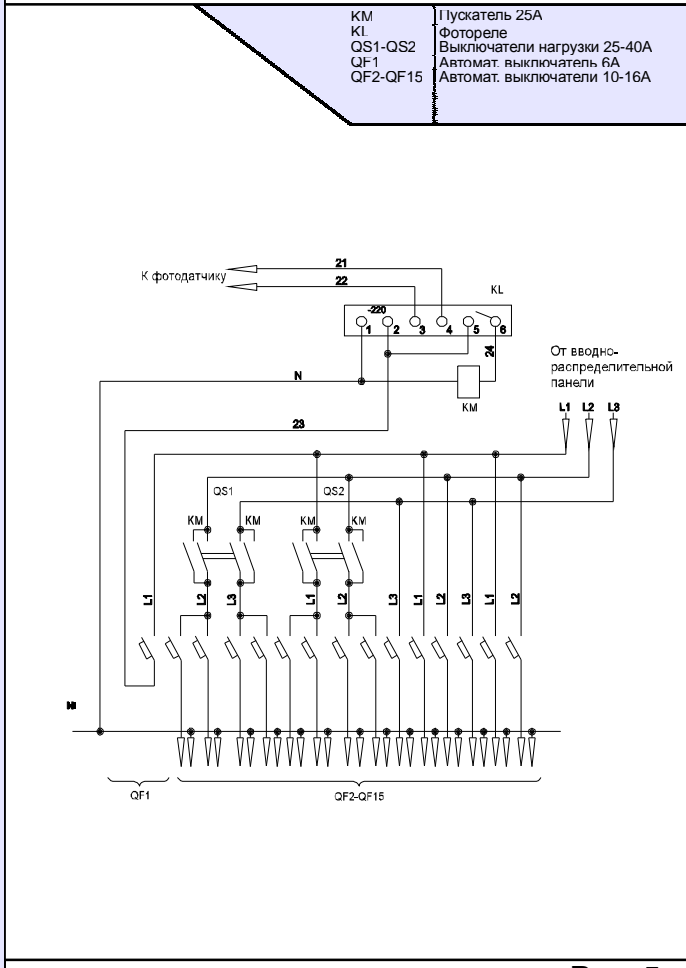 KM Пускатель 25А
KL Фотореле
QS1-QS2 Выключатели нагрузки 25-40А
QF1 Автомат. выключатель 6А
QF2-QF15 Автомат. выключатели 10-16А
21
К фотодатчику
22
KL
-220
1 2 3 4 5 6
24
От вводно-
распределительной
панели
N
KM
L1 L2 L3
23
QS1 QS2
KM KM KM KM
L1 L2 L3 L1 L2 L3 L1 L2 L3 L1 L2
N
QF1 QF2-QF15